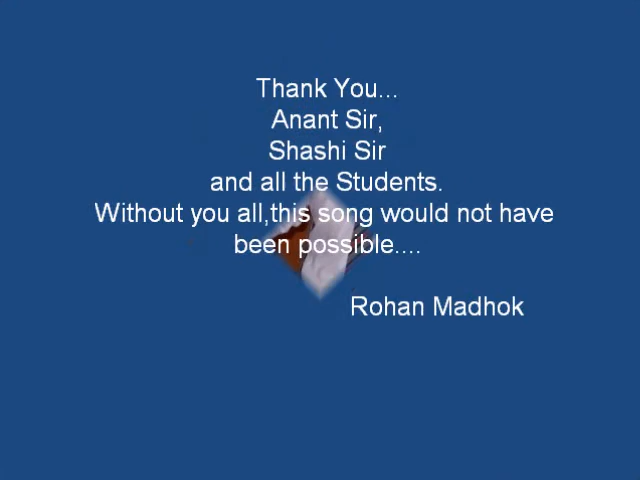 Thank You...
Anant Sir,
Shashi Sir
and all the Students.
Without you all,this song would not have
been possible....
Rohan Madhok